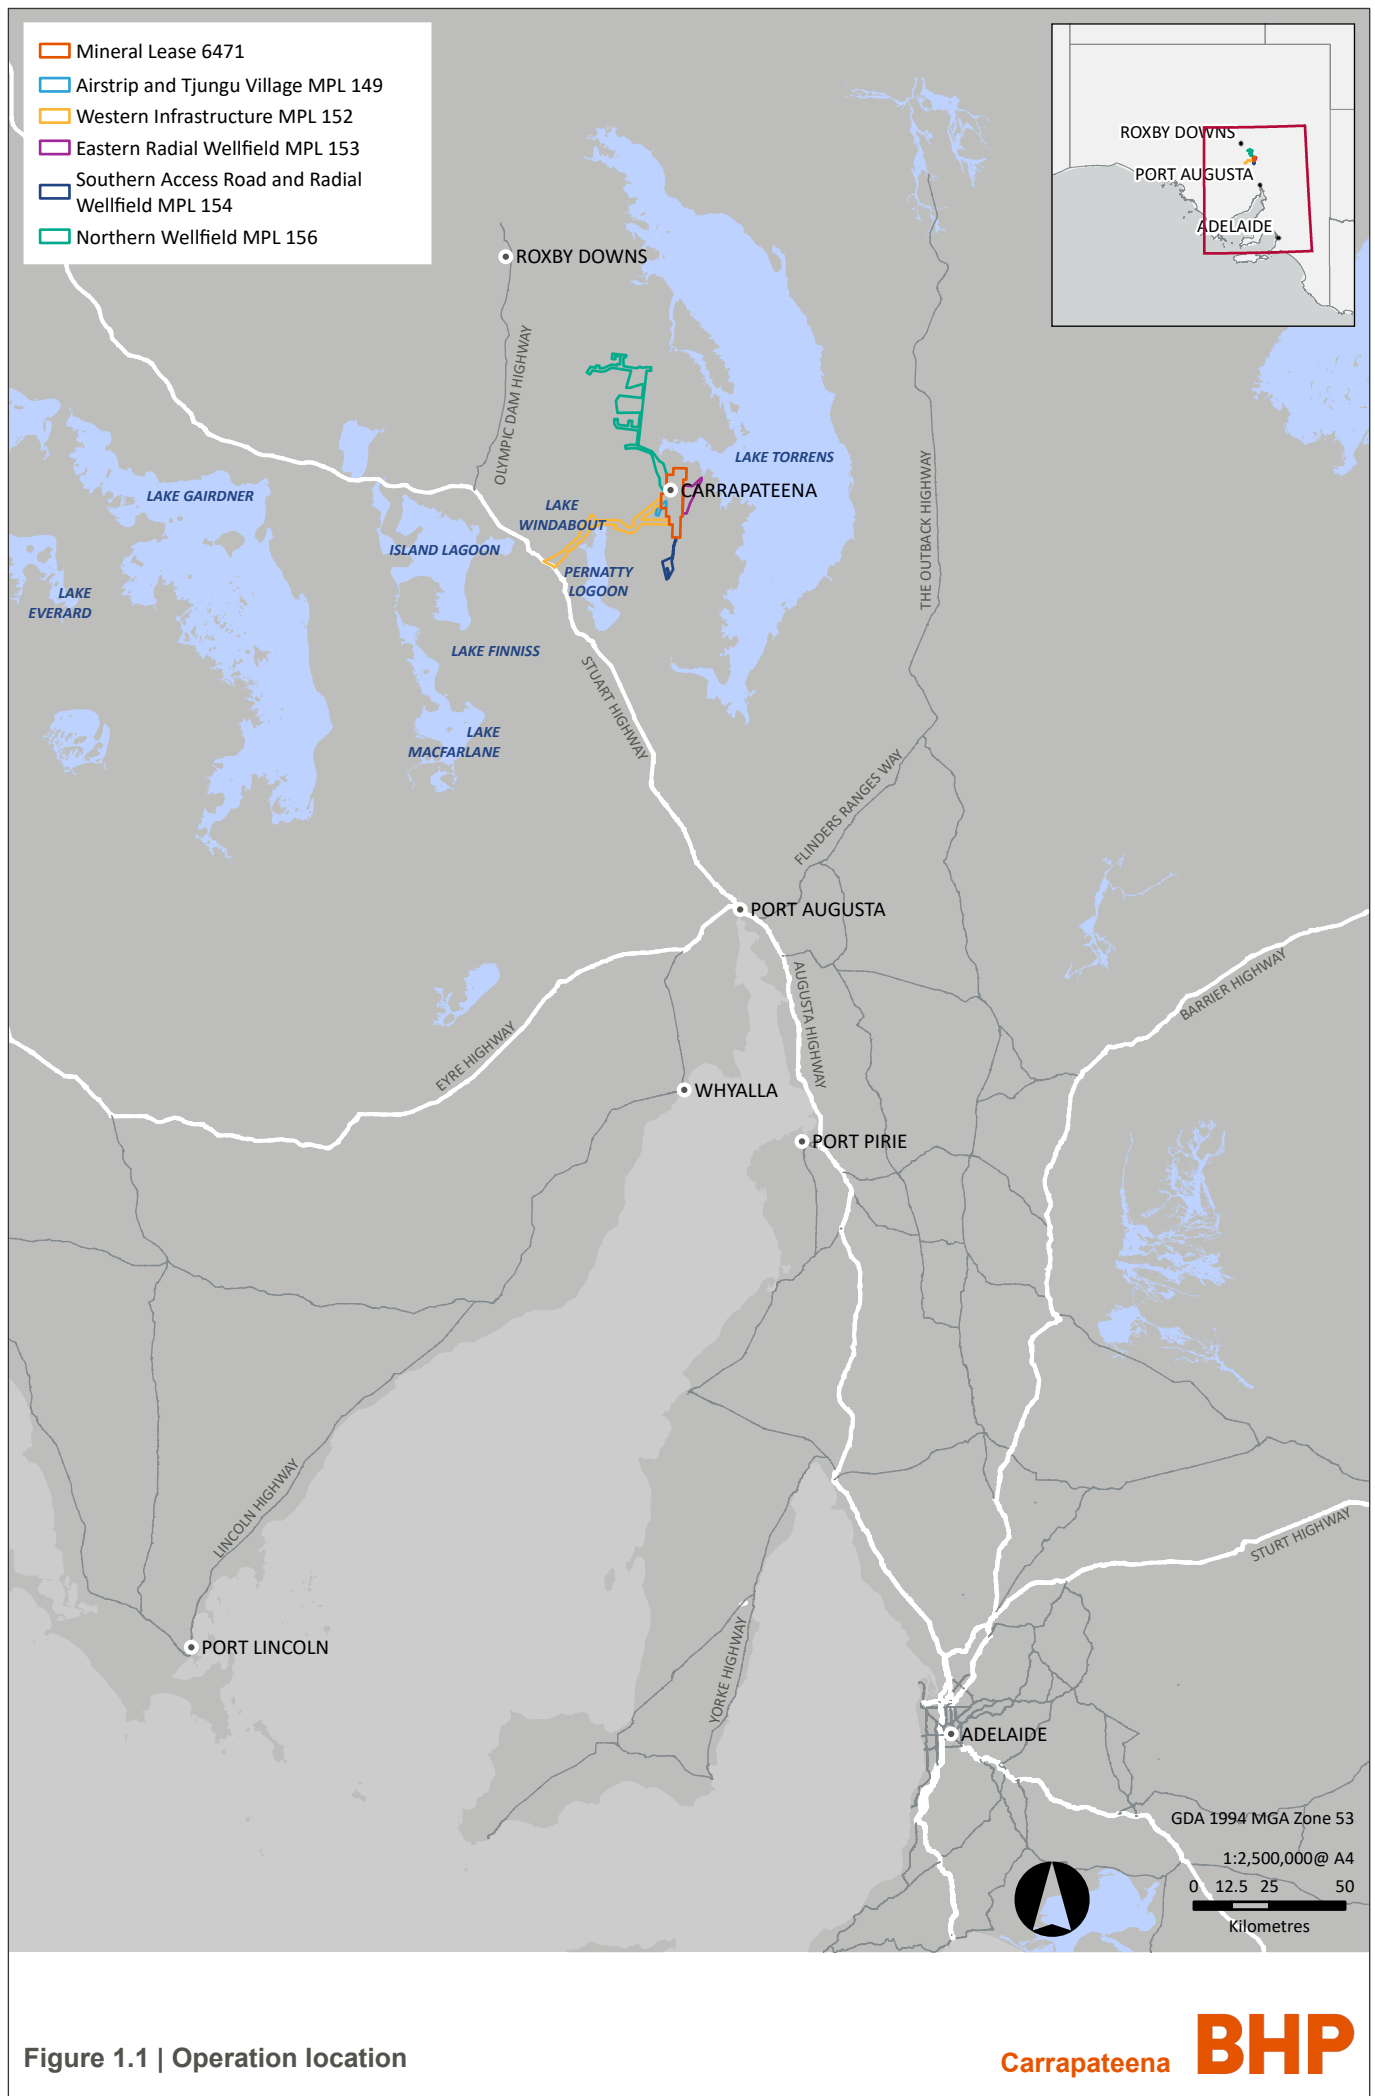 Mineral Lease 6471
Airstrip and Tjungu Village MPL 149
Western Infrastructure MPL 152
Eastern Radial Wellfield MPL 153
Southern Access Road and Radial
Wellfield MPL 154
Northern Wellfield MPL 156
ROXBY DOWNS
PORT AUGUSTA
ADELAIDE
ROXBY DOWNS
OLYMPIC DAM HIGHWAY
LAKE TORRENS
CARRAPATEENA
LAKE GAIRDNER
LAKE
WINDABOUT
ISLAND LAGOON
PERNATTY
LOGOON
LAKE
EVERARD
THE OUTBACK HIGHWAY
LAKE FINNISS
STUART HIGHWAY
LAKE
MACFARLANE
FLINDERS RANGES WAY
PORT AUGUSTA
AUGUSTA HIGHWAY
BARRIER HIGHWAY
EYRE HIGHWAY
WHYALLA
PORT PIRIE
LINCOLN HIGHWAY
STURT HIGHWAY
PORT LINCOLN
YORKE HIGHWAY
ADELAIDE
GDA 1994 MGA Zone 53
1:2,500,000@ A4
0 12.5 25 50
Kilometres
Figure 1.1 | Operation location
Carrapateena
BHP